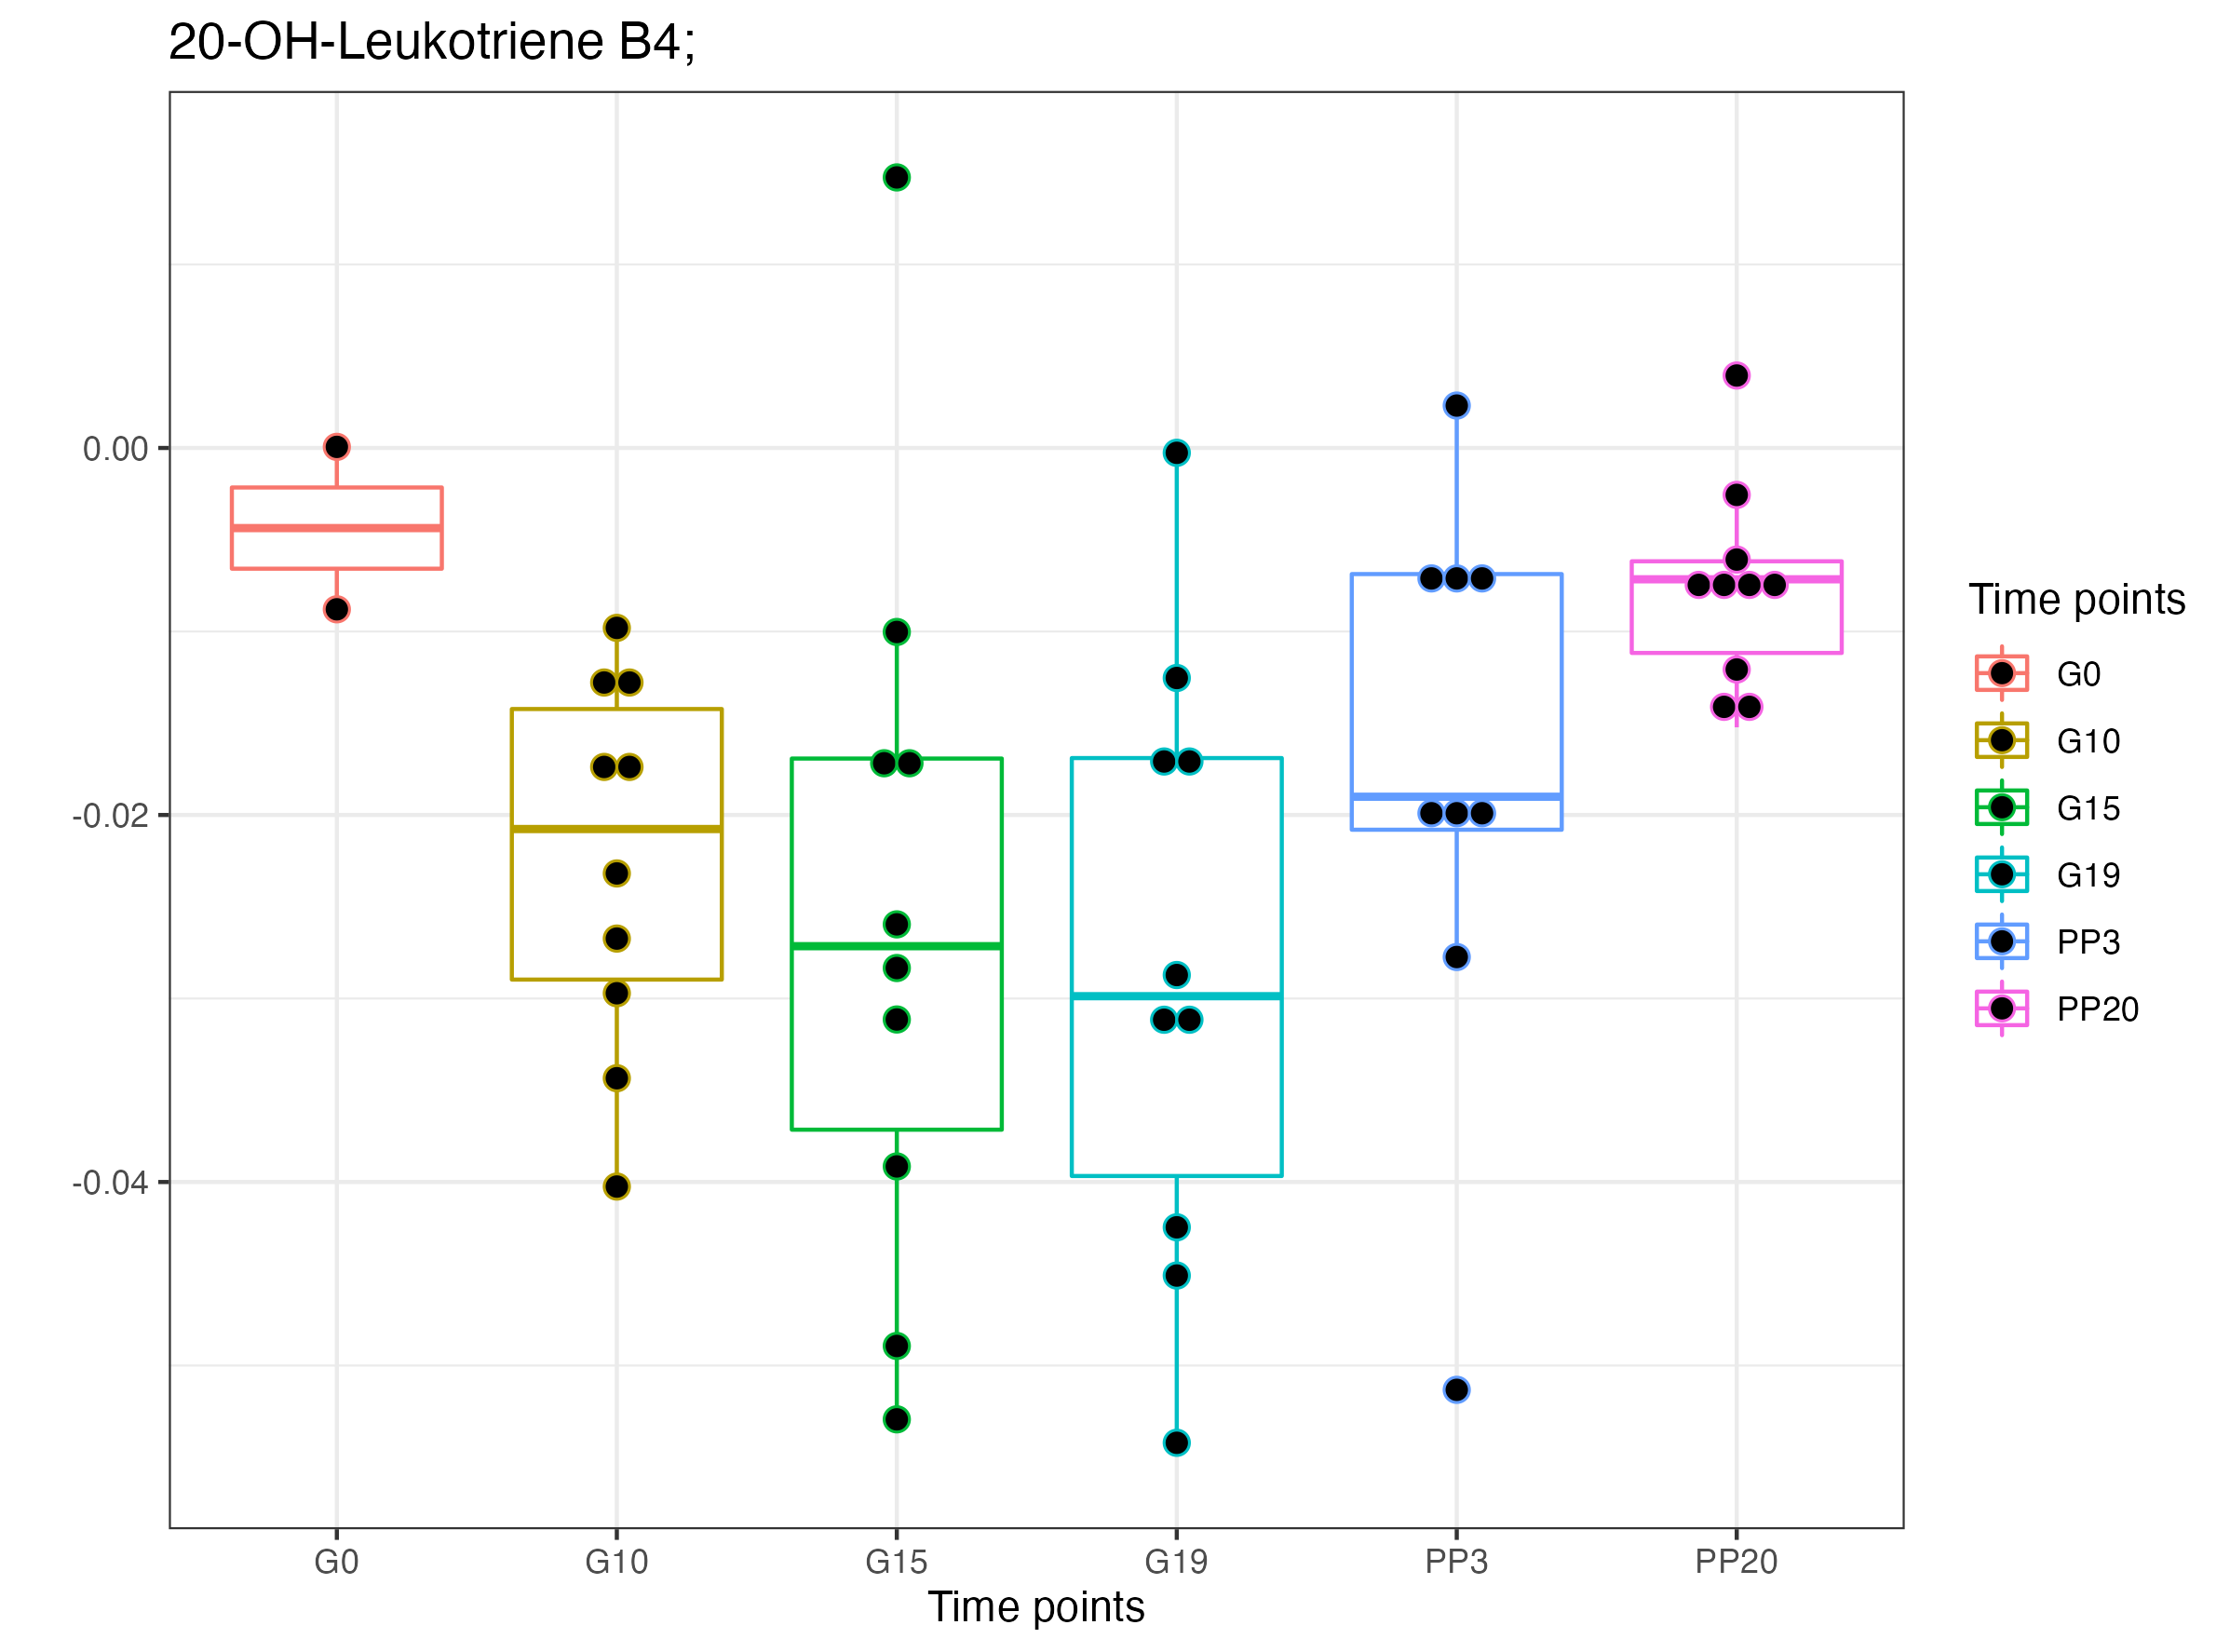 20-OH-Leukotriene B4;
0.00
-0.02
-0.04
G0 G10 G15 G19 PP3 PP20
Time points
Time points
G0
G10
G15
G19
PP3
PP20